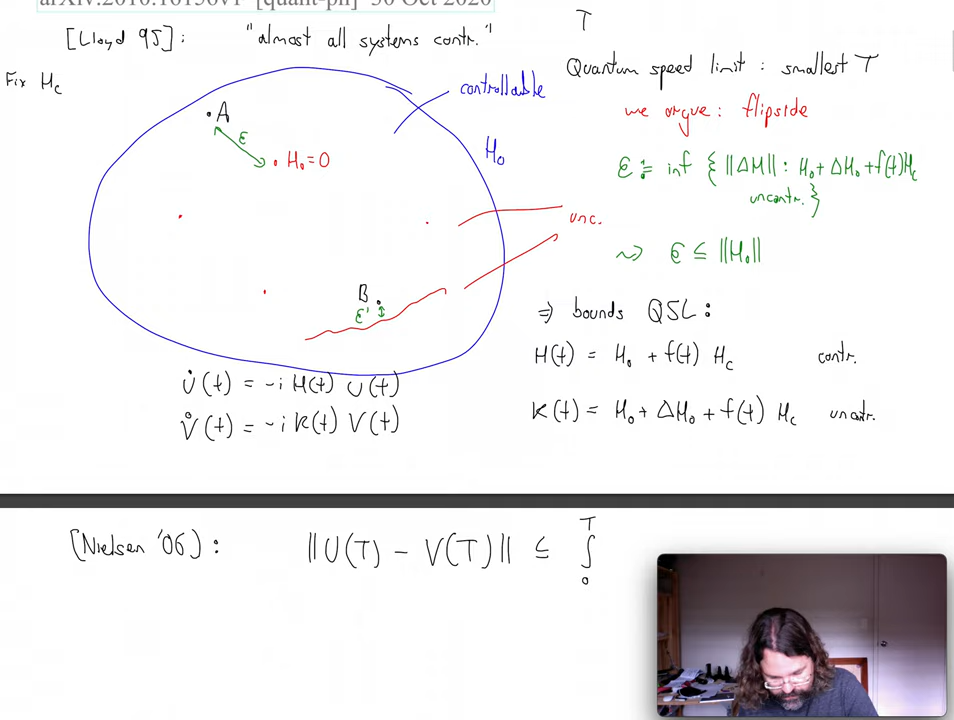 arXiv:2010.16156v1 [quant-ph] 30 Oct 2020
[Lloyd 95]: "almost all systems contr."
Fix H_c
controllable
H_0
·A
ε
· H_0=0
unc.
B
ε'
U̇(t) = -i H(t) U(t)
V̇(t) = -i K(t) V(t)
T
Quantum speed limit : smallest T
we argue: flipside
ε := inf { ||ΔH|| : H_0+ΔH_0+f(t)H_c
uncontr. }
⇝ ε ≤ ||H_0||
⇒ bounds QSL:
H(t) = H_0 + f(t) H_c contr.
K(t) = H_0 + ΔH_0 + f(t) H_c uncontr.
[Nielsen '06]: ||U(T) - V(T)|| ≤ ∫_0^T